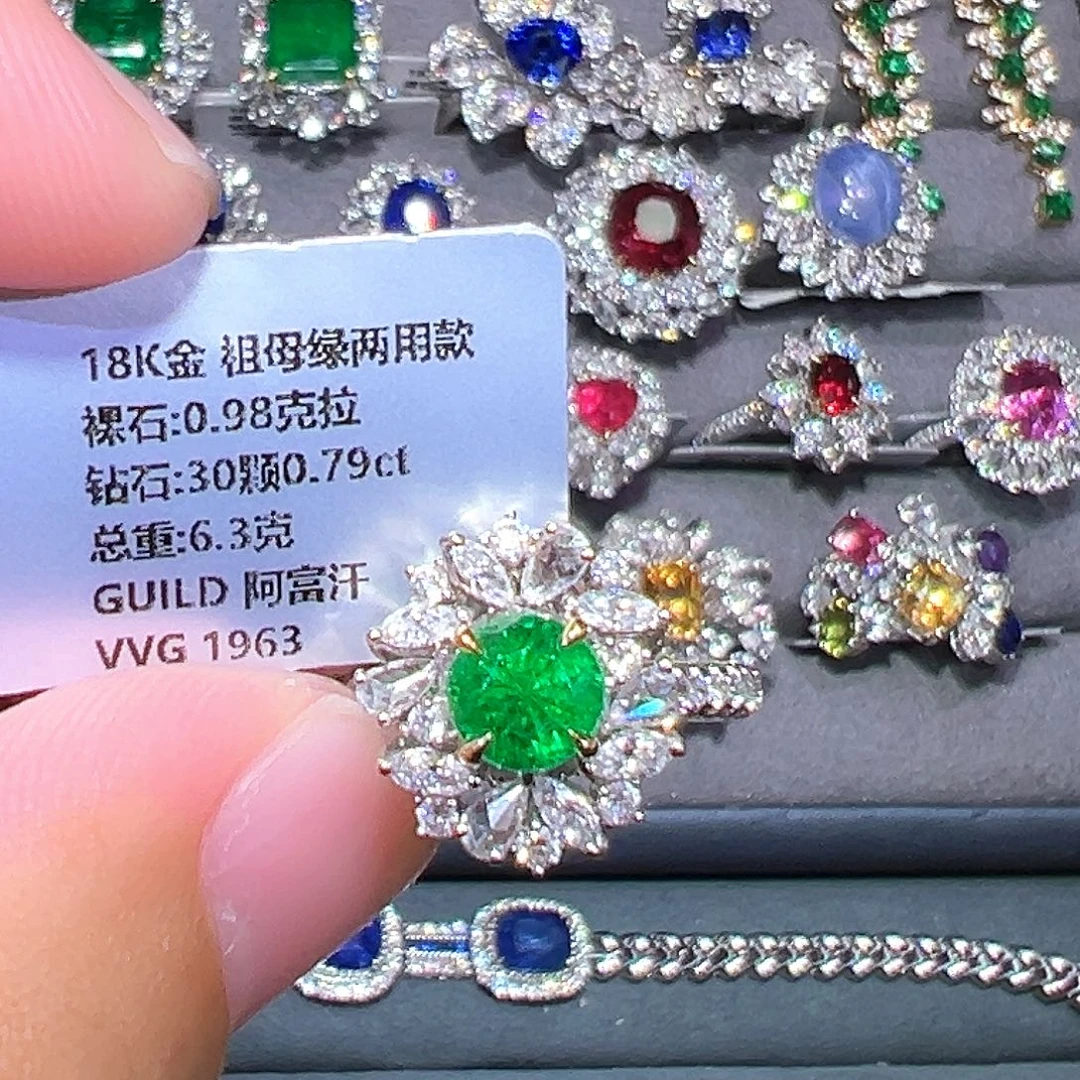 18K金 祖母绿两用款
裸石:0.98克拉
钻石:30颗0.79ct
总重:6.3克
GUILD 阿富汗
VVG 1963